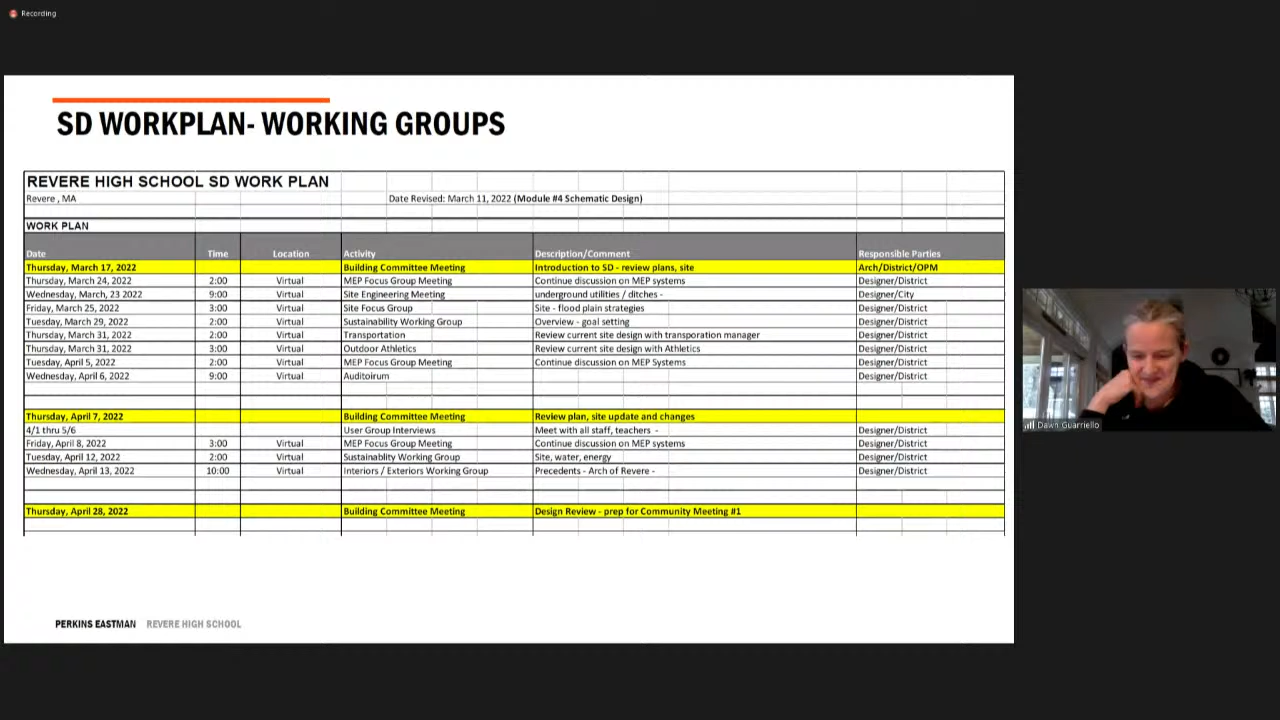 Recording
SD WORKPLAN- WORKING GROUPS
REVERE HIGH SCHOOL SD WORK PLAN
Revere , MA Date Revised: March 11, 2022 (Module #4 Schematic Design)
WORK PLAN
Date Time Location Activity Description/Comment Responsible Parties
Thursday, March 17, 2022 Building Committee Meeting Introduction to SD - review plans, site Arch/District/OPM
Thursday, March 24, 2022 2:00 Virtual MEP Focus Group Meeting Continue discussion on MEP systems Designer/District
Wednesday, March, 23 2022 9:00 Virtual Site Engineering Meeting underground utilities / ditches - Designer/City
Friday, March 25, 2022 3:00 Virtual Site Focus Group Site - flood plain strategies Designer/District
Tuesday, March 29, 2022 2:00 Virtual Sustainability Working Group Overview - goal setting Designer/District
Thursday, March 31, 2022 2:00 Virtual Transportation Review current site design with transporation manager Designer/District
Thursday, March 31, 2022 3:00 Virtual Outdoor Athletics Review current site design with Athletics Designer/District
Tuesday, April 5, 2022 2:00 Virtual MEP Focus Group Meeting Continue discussion on MEP Systems Designer/District
Wednesday, April 6, 2022 9:00 Virtual Auditoirum Designer/District
Thursday, April 7, 2022 Building Committee Meeting Review plan, site update and changes
4/1 thru 5/6 User Group Interviews Meet with all staff, teachers - Designer/District
Friday, April 8, 2022 3:00 Virtual MEP Focus Group Meeting Continue discussion on MEP systems Designer/District
Tuesday, April 12, 2022 2:00 Virtual Sustainablity Working Group Site, water, energy Designer/District
Wednesday, April 13, 2022 10:00 Virtual Interiors / Exteriors Working Group Precedents - Arch of Revere - Designer/District
Thursday, April 28, 2022 Building Committee Meeting Design Review - prep for Community Meeting #1
PERKINS EASTMAN REVERE HIGH SCHOOL
Dawn Guarriello